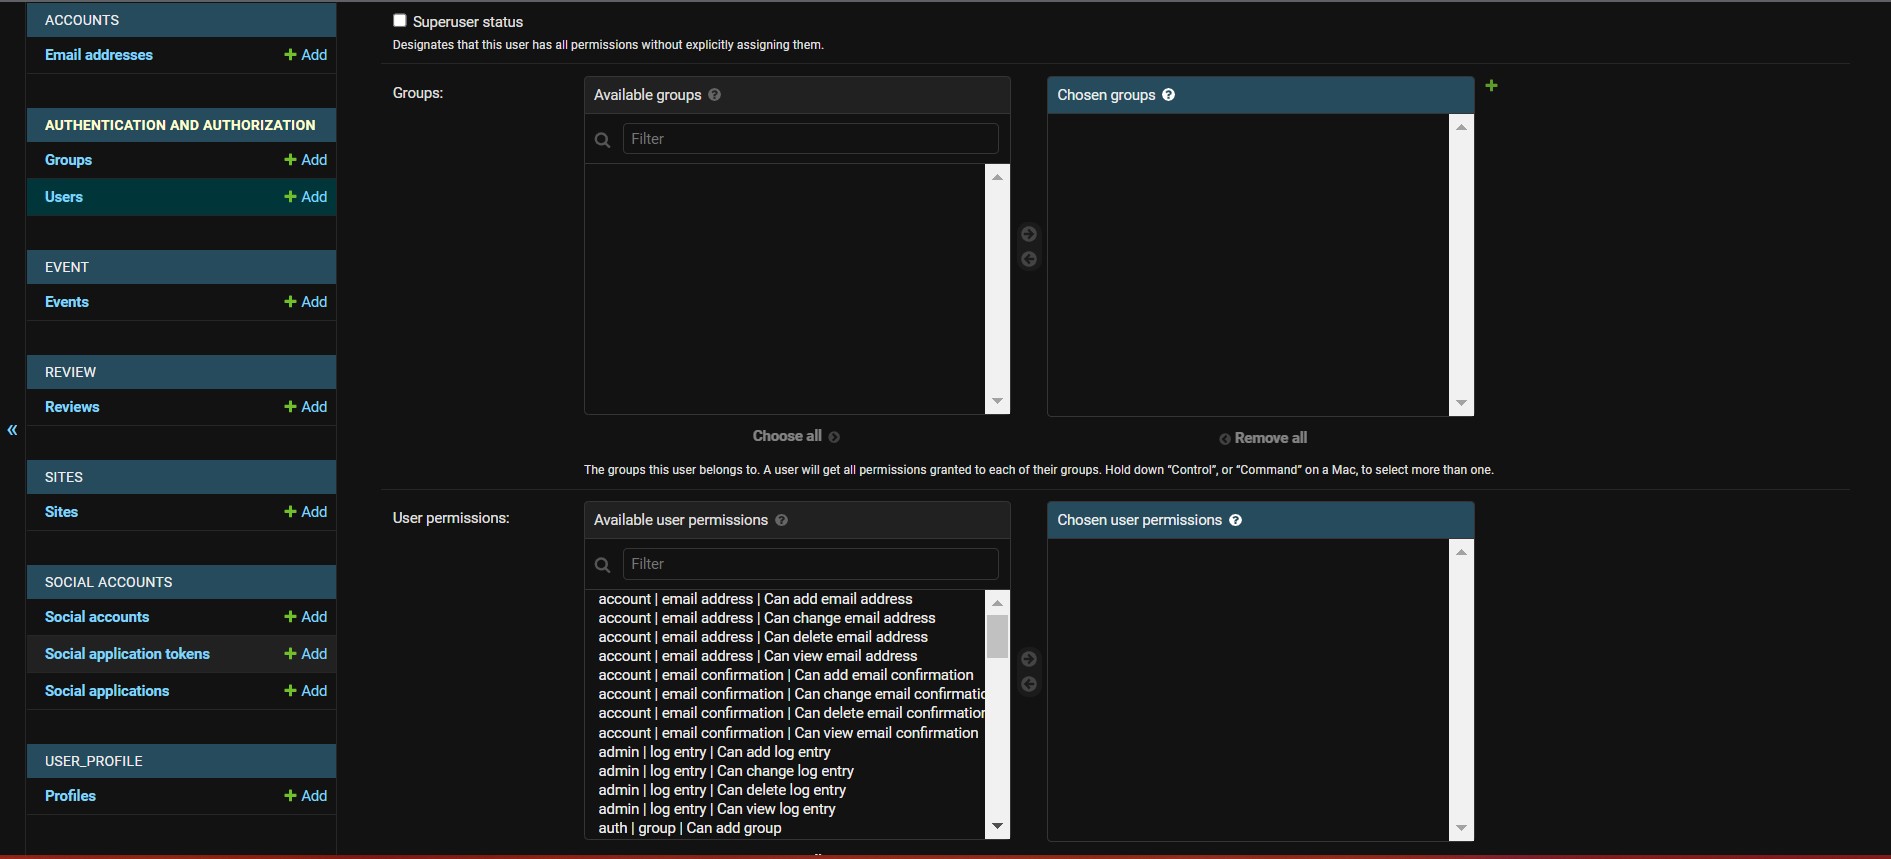 ACCOUNTS
Email addresses
Add
AUTHENTICATION AND AUTHORIZATION
Groups
Add
Users
Add
EVENT
Events
Add
REVIEW
Reviews
Add
SITES
Sites
Add
SOCIAL ACCOUNTS
Social accounts
Add
Social application tokens
Add
Social applications
Add
USER_PROFILE
Profiles
Add
«
Superuser status
Designates that this user has all permissions without explicitly assigning them.
Groups:
Available groups
Filter
Choose all
Chosen groups
Remove all
The groups this user belongs to. A user will get all permissions granted to each of their groups. Hold down “Control”, or “Command” on a Mac, to select more than one.
User permissions:
Available user permissions
Filter
account | email address | Can add email address
account | email address | Can change email address
account | email address | Can delete email address
account | email address | Can view email address
account | email confirmation | Can add email confirmation
account | email confirmation | Can change email confirmatio
account | email confirmation | Can delete email confirmation
account | email confirmation | Can view email confirmation
admin | log entry | Can add log entry
admin | log entry | Can change log entry
admin | log entry | Can delete log entry
admin | log entry | Can view log entry
auth | group | Can add group
Chosen user permissions